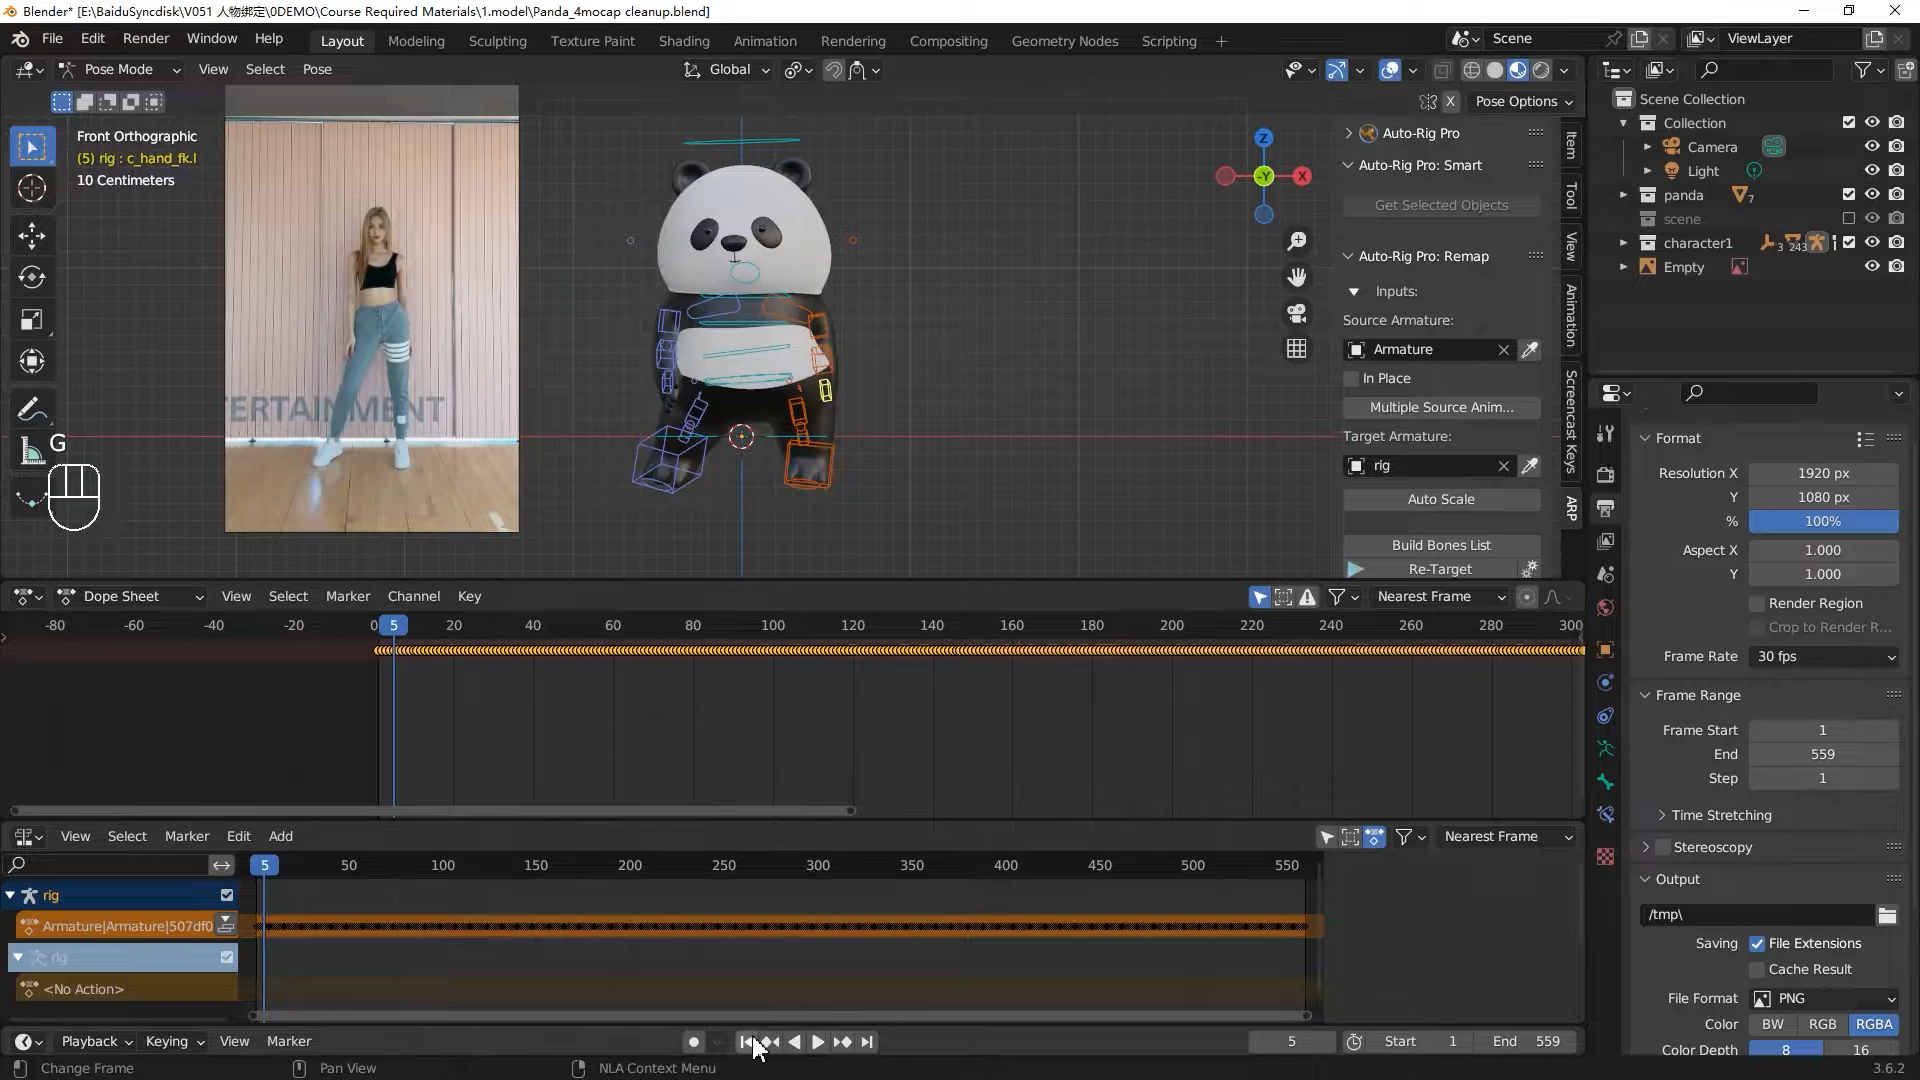 Blender* [E:\BaiduSyncdisk\V051 人物绑定\0DEMO\Course Required Materials\1.model\Panda_4mocap cleanup.blend]
File Edit Render Window Help Layout Modeling Sculpting Texture Paint Shading Animation Rendering Compositing Geometry Nodes Scripting Scene ViewLayer
Pose Mode View Select Pose Global
X Pose Options
Front Orthographic
(5) rig : c_hand_fk.l
10 Centimeters
TERTAINMENT
G
Z
-Y X
Auto-Rig Pro
Auto-Rig Pro: Smart
Get Selected Objects
Auto-Rig Pro: Remap
Inputs:
Source Armature:
Armature
In Place
Multiple Source Anim...
Target Armature:
rig
Auto Scale
Build Bones List
Re-Target
Item
Tool
View
Animation
Screencast Keys
ARP
Scene Collection
Collection
Camera
Light
panda 7
scene
character1 3 243
Empty
Format
Resolution X 1920 px
Y 1080 px
% 100%
Aspect X 1.000
Y 1.000
Render Region
Crop to Render R...
Frame Rate 30 fps
Frame Range
Frame Start 1
End 559
Step 1
Time Stretching
Stereoscopy
Output
/tmp\
Saving File Extensions
Cache Result
File Format PNG
Color BW RGB RGBA
Color Depth 8 16
Dope Sheet View Select Marker Channel Key Nearest Frame
-80 -60 -40 -20 0 5 20 40 60 80 100 120 140 160 180 200 220 240 260 280 300
View Select Marker Edit Add Nearest Frame
5 50 100 150 200 250 300 350 400 450 500 550
rig
Armature|Armature|507df0
rig
<No Action>
Playback Keying View Marker 5 Start 1 End 559
Change Frame Pan View NLA Context Menu 3.6.2